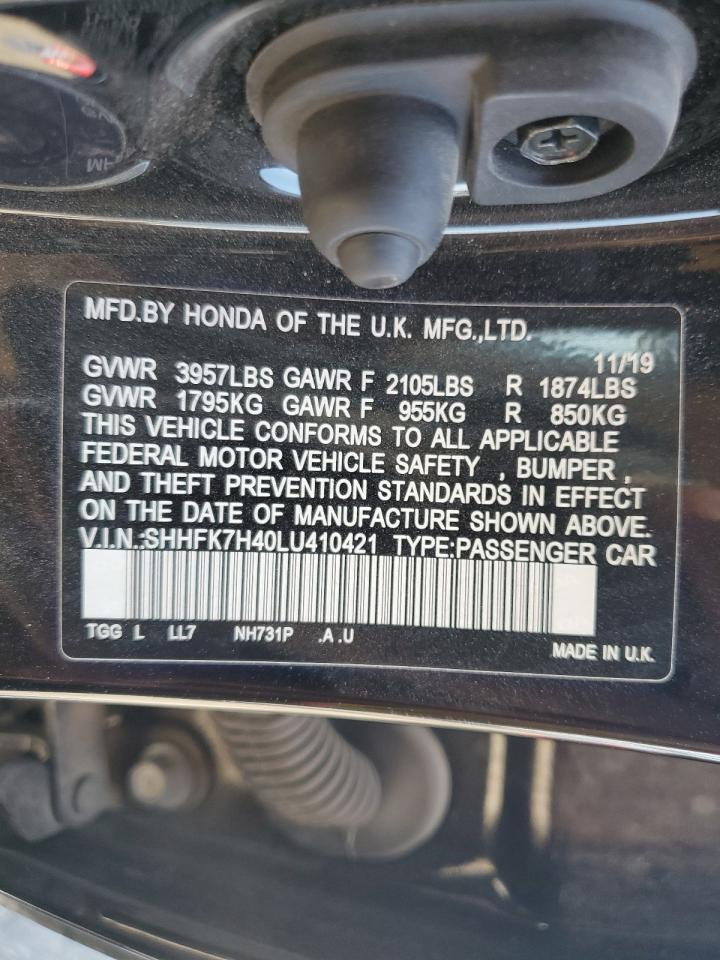 MFD.BY HONDA OF THE U.K. MFG.,LTD.
11/19
GVWR 3957LBS GAWR F 2105LBS R 1874LBS
GVWR 1795KG GAWR F 955KG R 850KG
THIS VEHICLE CONFORMS TO ALL APPLICABLE
FEDERAL MOTOR VEHICLE SAFETY , BUMPER ,
AND THEFT PREVENTION STANDARDS IN EFFECT
ON THE DATE OF MANUFACTURE SHOWN ABOVE.
V.I.N.:SHHFK7H40LU410421 TYPE:PASSENGER CAR
TGG L LL7 NH731P .A .U
MADE IN U.K.